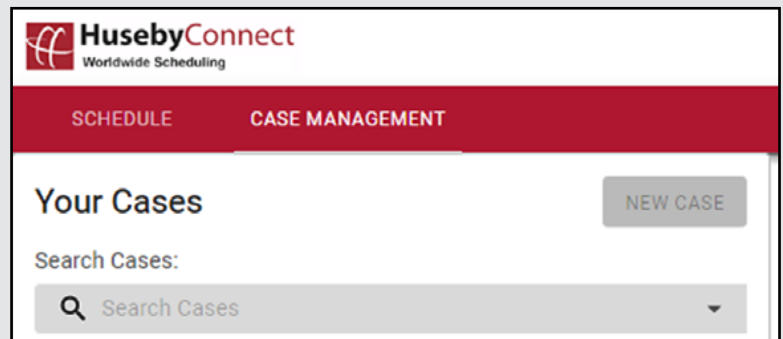 HusebyConnect
Worldwide Scheduling
SCHEDULE CASE MANAGEMENT
Your Cases NEW CASE
Search Cases:
Search Cases